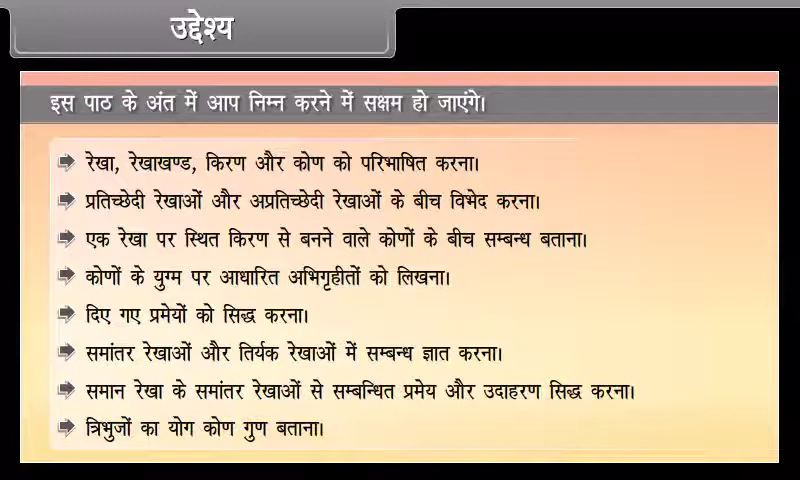 उद्देश्य
इस पाठ के अंत में आप निम्न करने में सक्षम हो जाएंगे।
रेखा, रेखाखण्ड, किरण और कोण को परिभाषित करना।
प्रतिच्छेदी रेखाओं और अप्रतिच्छेदी रेखाओं के बीच विभेद करना।
एक रेखा पर स्थित किरण से बनने वाले कोणों के बीच सम्बन्ध बताना।
कोणों के युग्म पर आधारित अभिगृहीतों को लिखना।
दिए गए प्रमेयों को सिद्ध करना।
समांतर रेखाओं और तिर्यक रेखाओं में सम्बन्ध ज्ञात करना।
समान रेखा के समांतर रेखाओं से सम्बन्धित प्रमेय और उदाहरण सिद्ध करना।
त्रिभुजों का योग कोण गुण बताना।